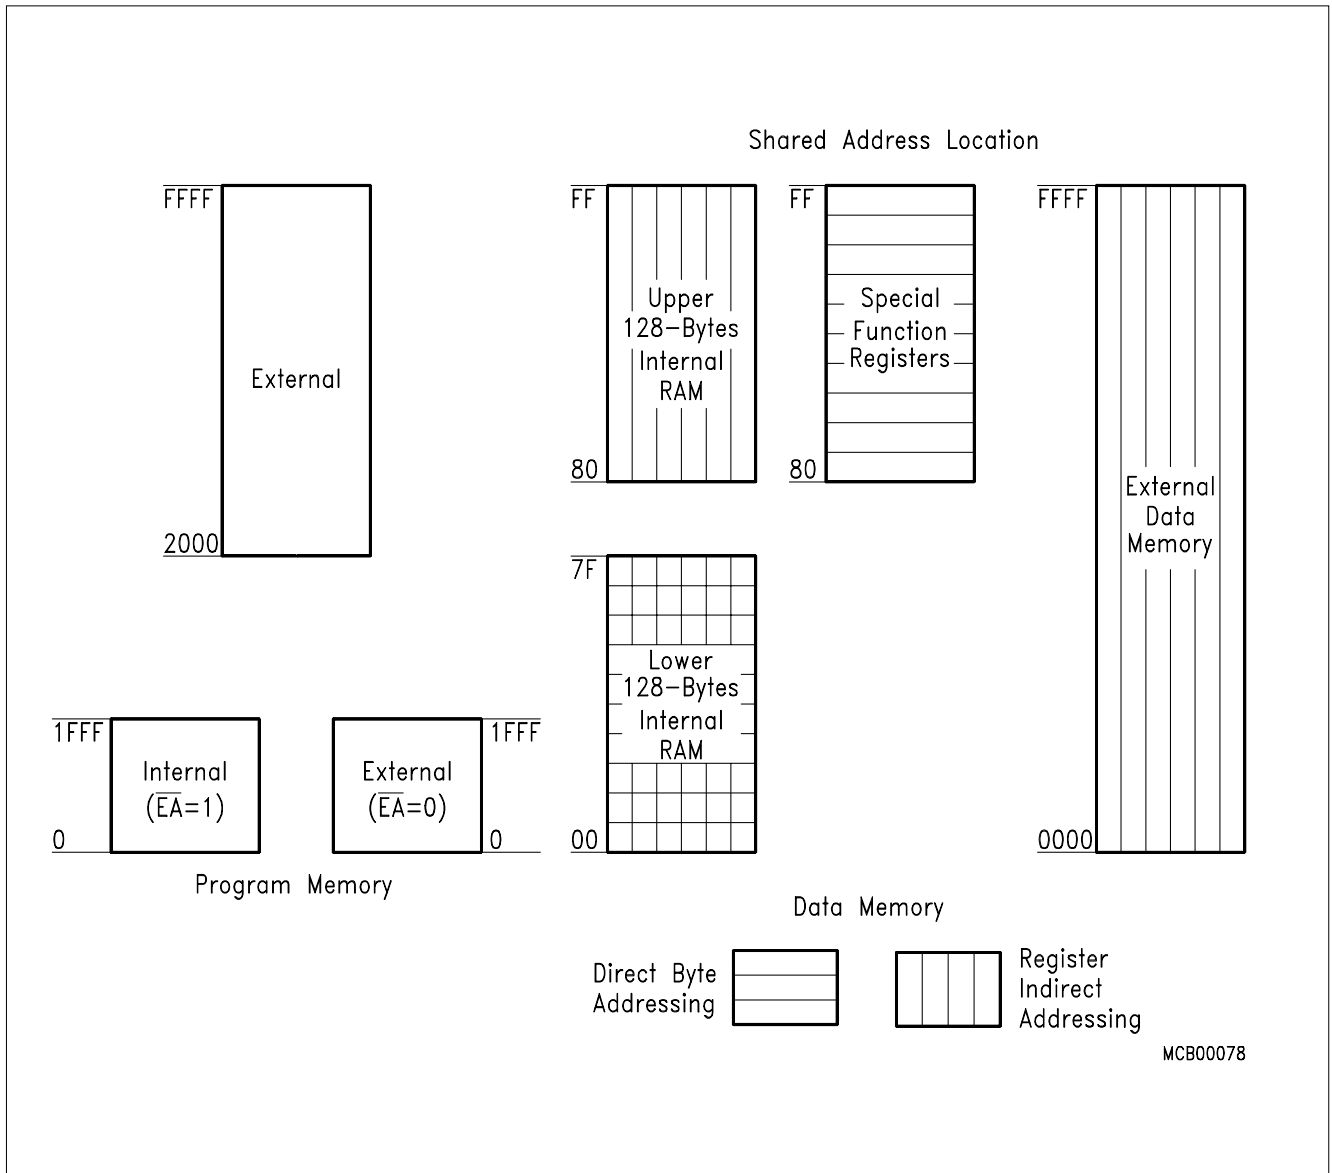 Shared Address Location
FFFF
External
2000
1FFF
Internal
(E̅A̅=1)
0
External
(E̅A̅=0)
1FFF
0
Program Memory
FF
Upper
128-Bytes
Internal
RAM
80
FF
Special
Function
Registers
80
7F
Lower
128-Bytes
Internal
RAM
00
FFFF
External
Data
Memory
0000
Data Memory
Direct Byte
Addressing
Register
Indirect
Addressing
MCB00078